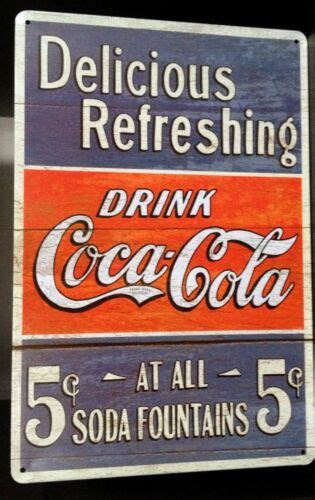 Delicious
Refreshing
DRINK
Coca-Cola
5¢ - AT ALL - 5¢
SODA FOUNTAINS